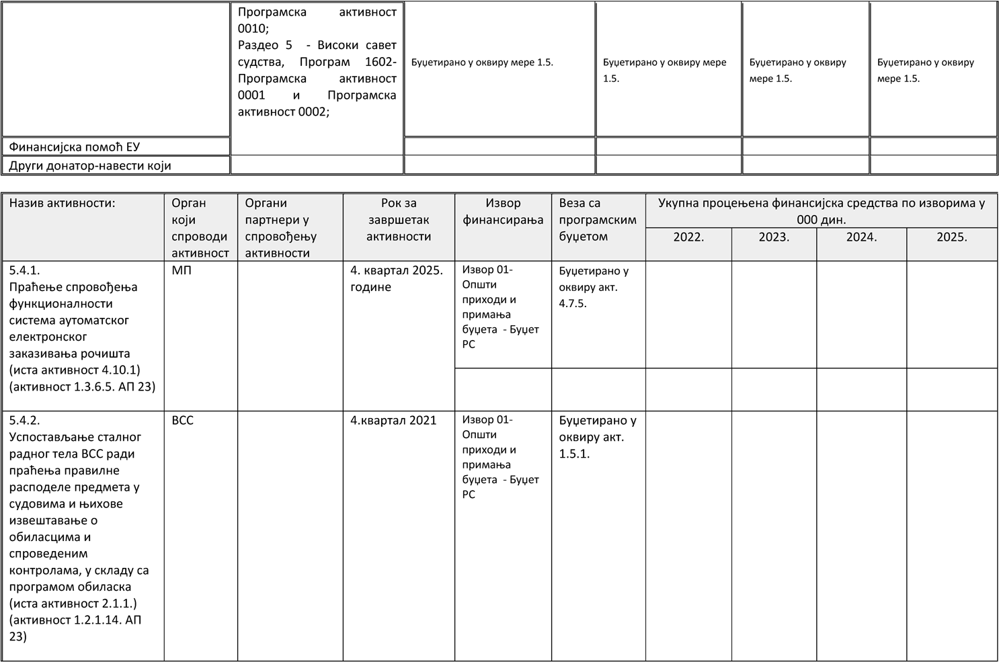 Програмска активност
0010;
Раздео 5 - Високи савет
судства, Програм 1602-
Програмска активност
0001 и Програмска
активност 0002;
Буџетирано у оквиру мере 1.5.
Буџетирано у оквиру мере
1.5.
Буџетирано у оквиру
мере 1.5.
Буџетирано у оквиру
мере 1.5.
Финансијска помоћ ЕУ
Други донатор-навести који
Назив активности:
Орган
који
спроводи
активност
Органи
партнери у
спровођењу
активности
Рок за
завршетак
активности
Извор
финансирања
Веза са
програмским
буџетом
Укупна процењена финансијска средства по изворима у
000 дин.
2022.
2023.
2024.
2025.
5.4.1.
Праћење спровођења
функционалности
система аутоматског
електронског
заказивања рочишта
(иста активност 4.10.1)
(активност 1.3.6.5. АП 23)
МП
4. квартал 2025.
године
Извор 01-
Општи
приходи и
примања
буџета - Буџет
РС
Буџетирано у
оквиру акт.
4.7.5.
5.4.2.
Успостављање сталног
радног тела ВСС ради
праћења правилне
расподеле предмета у
судовима и њихове
извештавање о
обиласцима и
спроведеним
контролама, у складу са
програмом обиласка
(иста активност 2.1.1.)
(активност 1.2.1.14. АП
23)
ВСС
4.квартал 2021
Извор 01-
Општи
приходи и
примања
буџета - Буџет
РС
Буџетирано у
оквиру акт.
1.5.1.